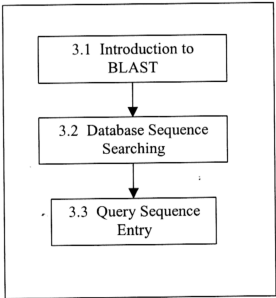 3.1 Introduction to
BLAST
3.2 Database Sequence
Searching
3.3 Query Sequence
Entry